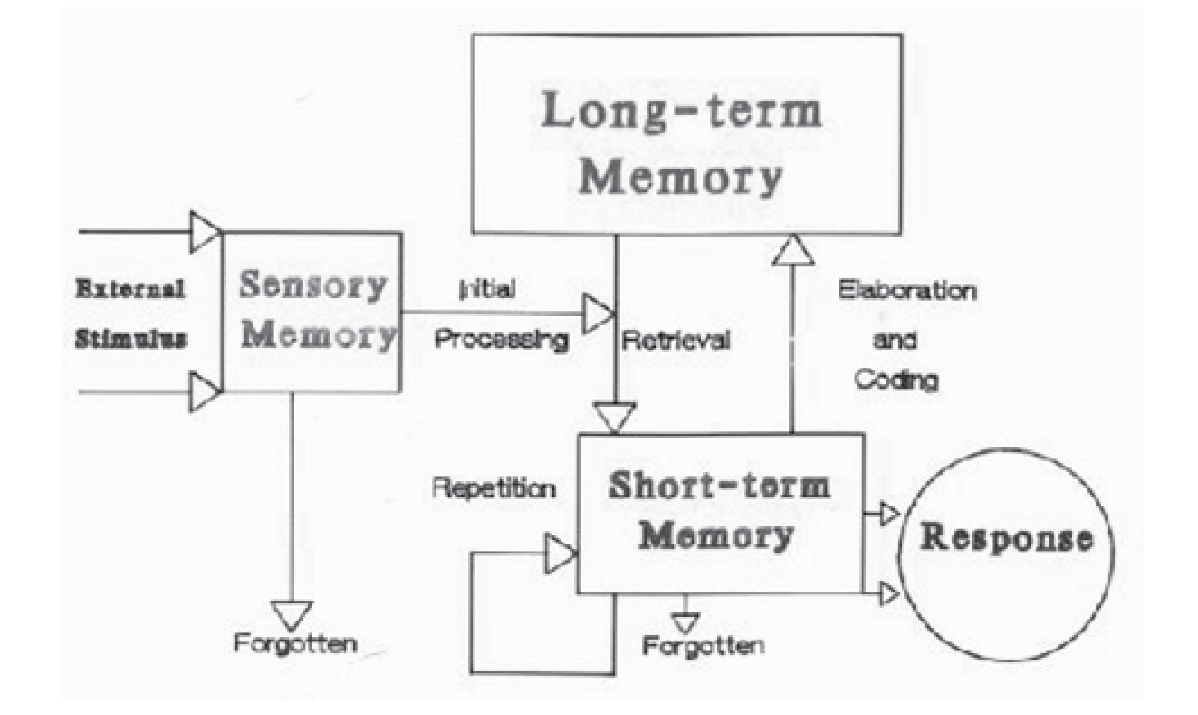 Long-term
Memory
External
Stimulus
Sensory
Memory
Initial
Processing
Retrieval
Elaboration
and
Coding
Repetition
Short-term
Memory
Response
Forgotten
Forgotten